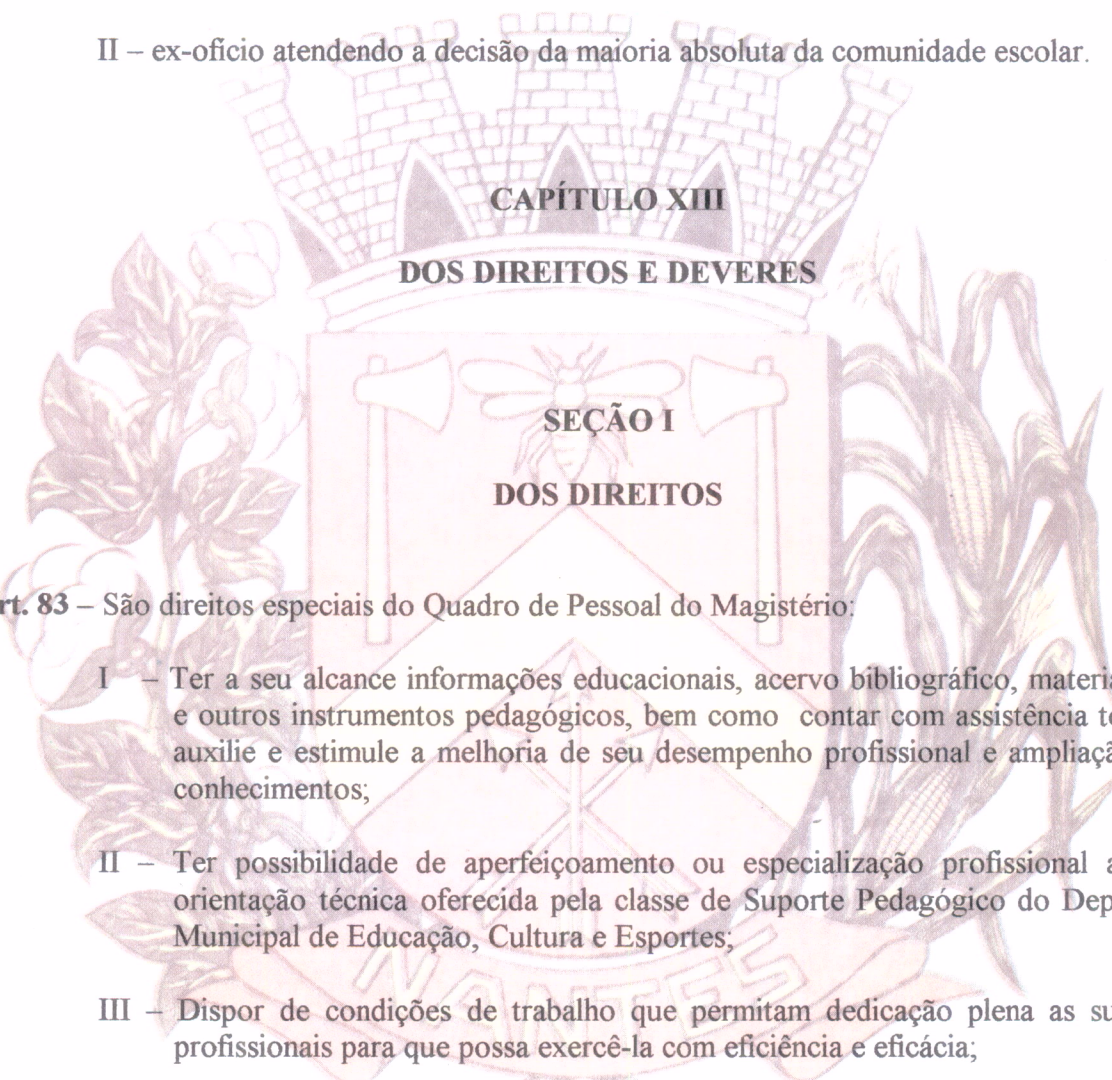 II – ex-ofício atendendo a decisão da maioria absoluta da comunidade escolar.
CAPÍTULO XIII
DOS DIREITOS E DEVERES
SEÇÃO I
DOS DIREITOS
rt. 83 – São direitos especiais do Quadro de Pessoal do Magistério:
I – Ter a seu alcance informações educacionais, acervo bibliográfico, materia
e outros instrumentos pedagógicos, bem como contar com assistência té
auxilie e estimule a melhoria de seu desempenho profissional e ampliaçã
conhecimentos;
II – Ter possibilidade de aperfeiçoamento ou especialização profissional a
orientação técnica oferecida pela classe de Suporte Pedagógico do Dep
Municipal de Educação, Cultura e Esportes;
III – Dispor de condições de trabalho que permitam dedicação plena as su
profissionais para que possa exercê-la com eficiência e eficácia;
NANTES